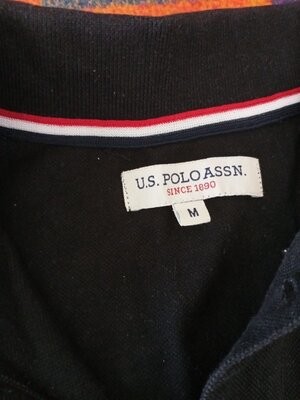 U.S. POLO ASSN.
SINCE 1890
M